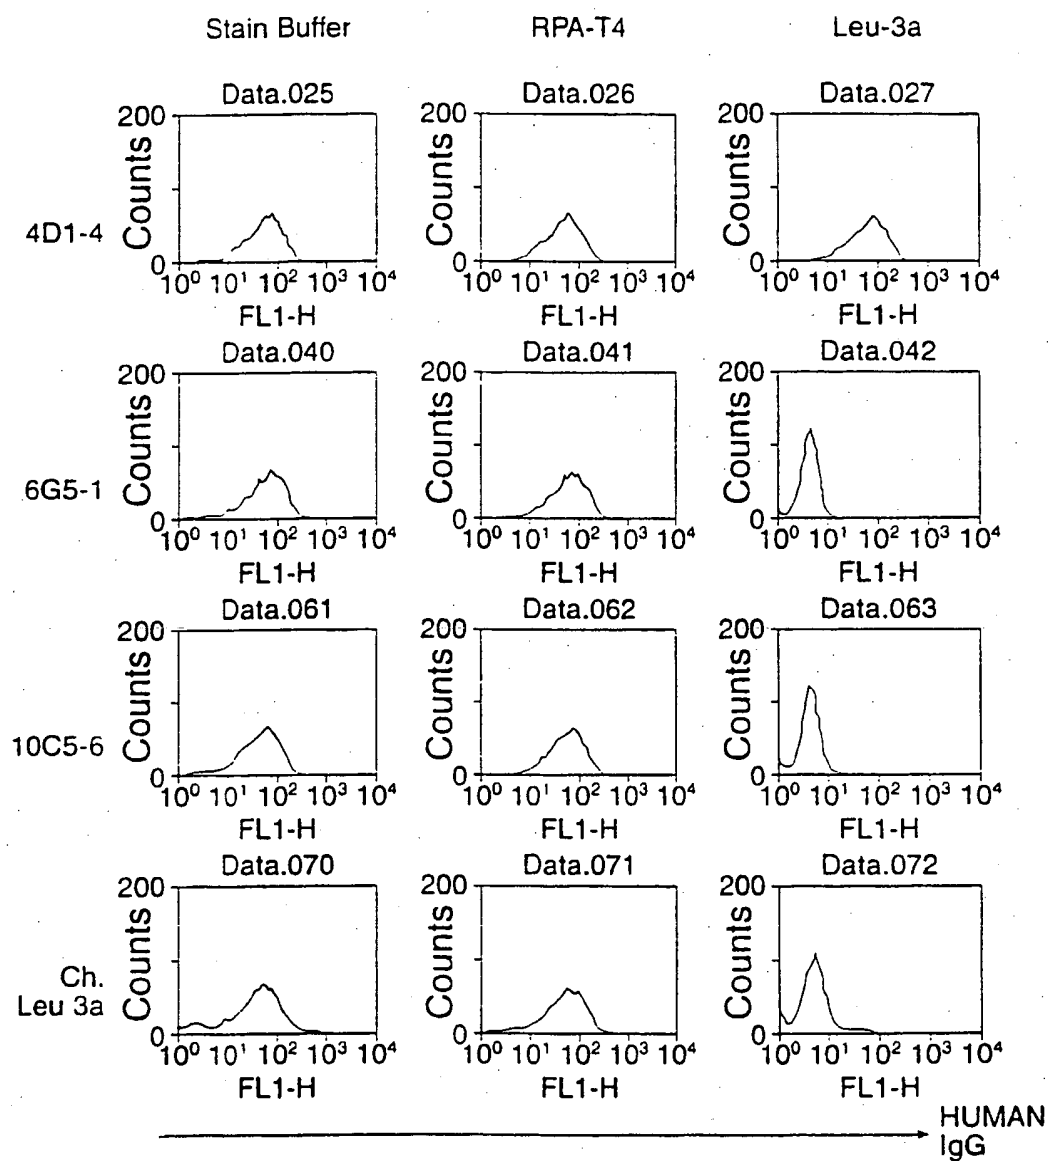 Stain Buffer RPA-T4 Leu-3a
Data.025 Data.026 Data.027
200 200 200
Counts Counts Counts
4D1-4
0 0 0
10⁰ 10¹ 10² 10³ 10⁴ 10⁰ 10¹ 10² 10³ 10⁴ 10⁰ 10¹ 10² 10³ 10⁴
FL1-H FL1-H FL1-H
Data.040 Data.041 Data.042
200 200 200
Counts Counts Counts
6G5-1
0 0 0
10⁰ 10¹ 10² 10³ 10⁴ 10⁰ 10¹ 10² 10³ 10⁴ 10⁰ 10¹ 10² 10³ 10⁴
FL1-H FL1-H FL1-H
Data.061 Data.062 Data.063
200 200 200
Counts Counts Counts
10C5-6
0 0 0
10⁰ 10¹ 10² 10³ 10⁴ 10⁰ 10¹ 10² 10³ 10⁴ 10⁰ 10¹ 10² 10³ 10⁴
FL1-H FL1-H FL1-H
Data.070 Data.071 Data.072
200 200 200
Counts Counts Counts
Ch.
Leu 3a
0 0 0
10⁰ 10¹ 10² 10³ 10⁴ 10⁰ 10¹ 10² 10³ 10⁴ 10⁰ 10¹ 10² 10³ 10⁴
FL1-H FL1-H FL1-H
HUMAN
IgG